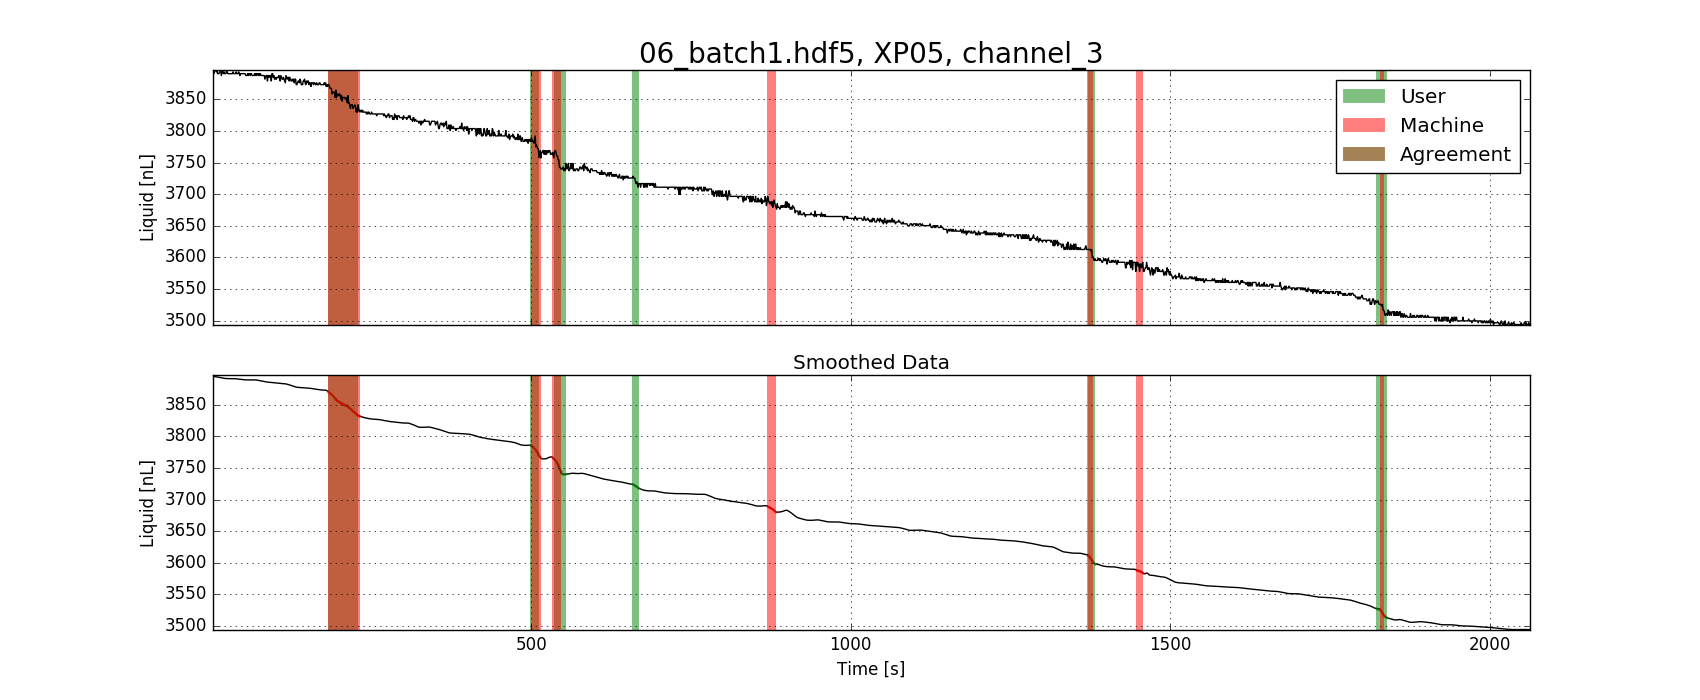 06_batch1.hdf5, XP05, channel_3
3850
3800
3750
3700
3650
3600
3550
3500
Liquid [nL]
User
Machine
Agreement
Smoothed Data
3850
3800
3750
3700
3650
3600
3550
3500
Liquid [nL]
500
1000
1500
2000
Time [s]